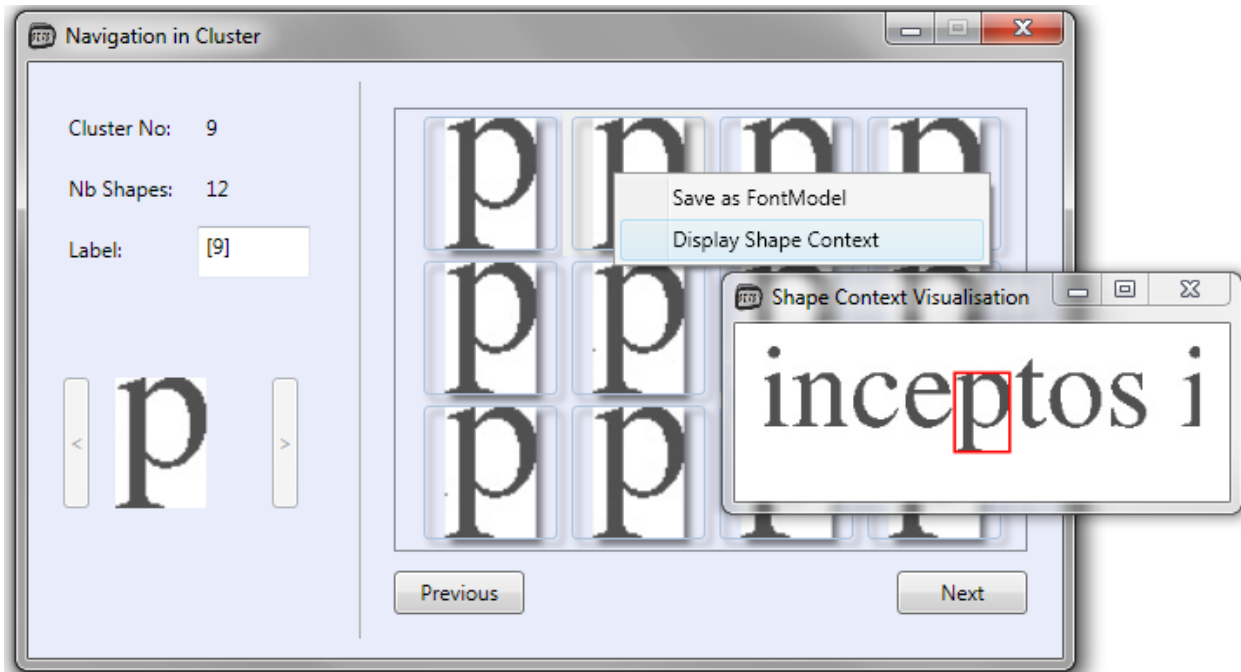 Navigation in Cluster
Cluster No: 9
Nb Shapes: 12
Label: [9]
< p >
p p p p
Save as FontModel
Display Shape Context
p p
Shape Context Visualisation
inceptos i
p p
Previous Next